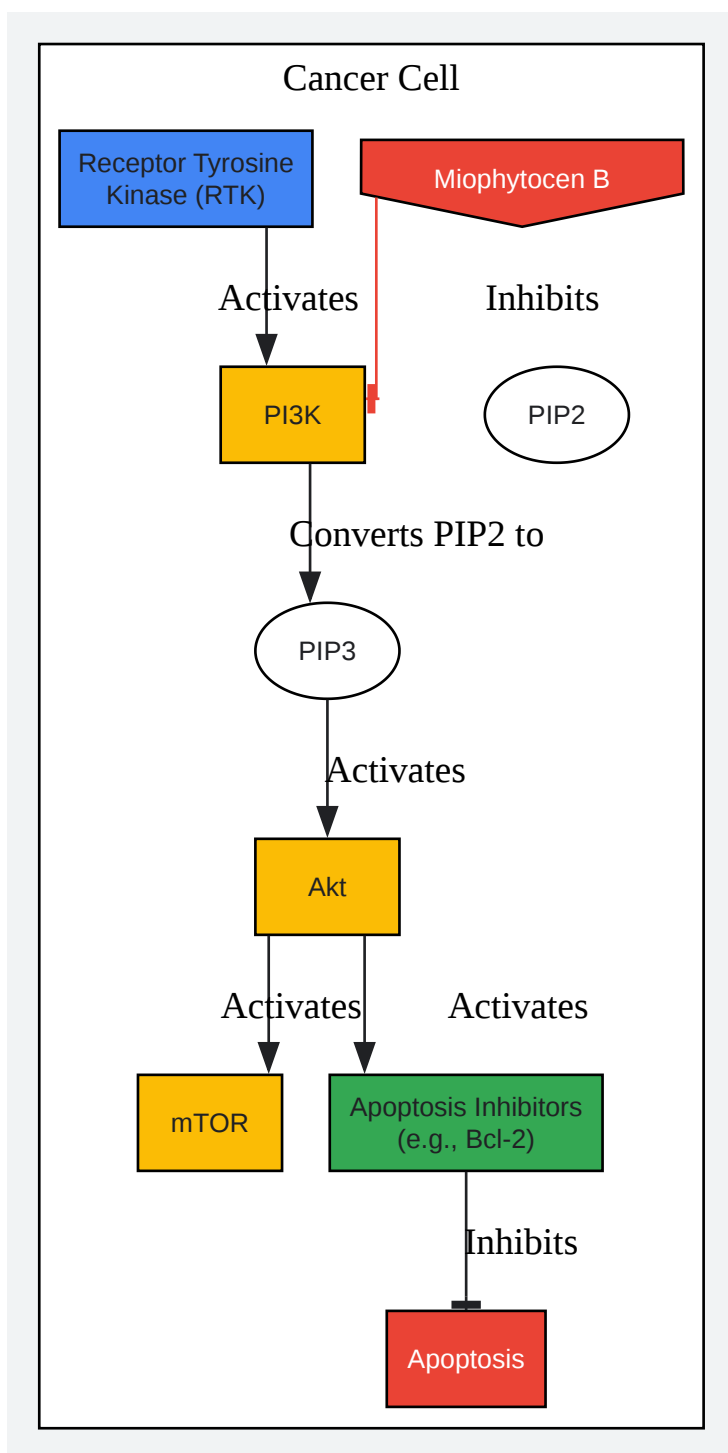 Cancer Cell
Receptor Tyrosine
Kinase (RTK)
Miophytocen B
Activates
Inhibits
PI3K
PIP2
Converts PIP2 to
PIP3
Activates
Akt
Activates
Activates
mTOR
Apoptosis Inhibitors
(e.g., Bcl-2)
Inhibits
Apoptosis